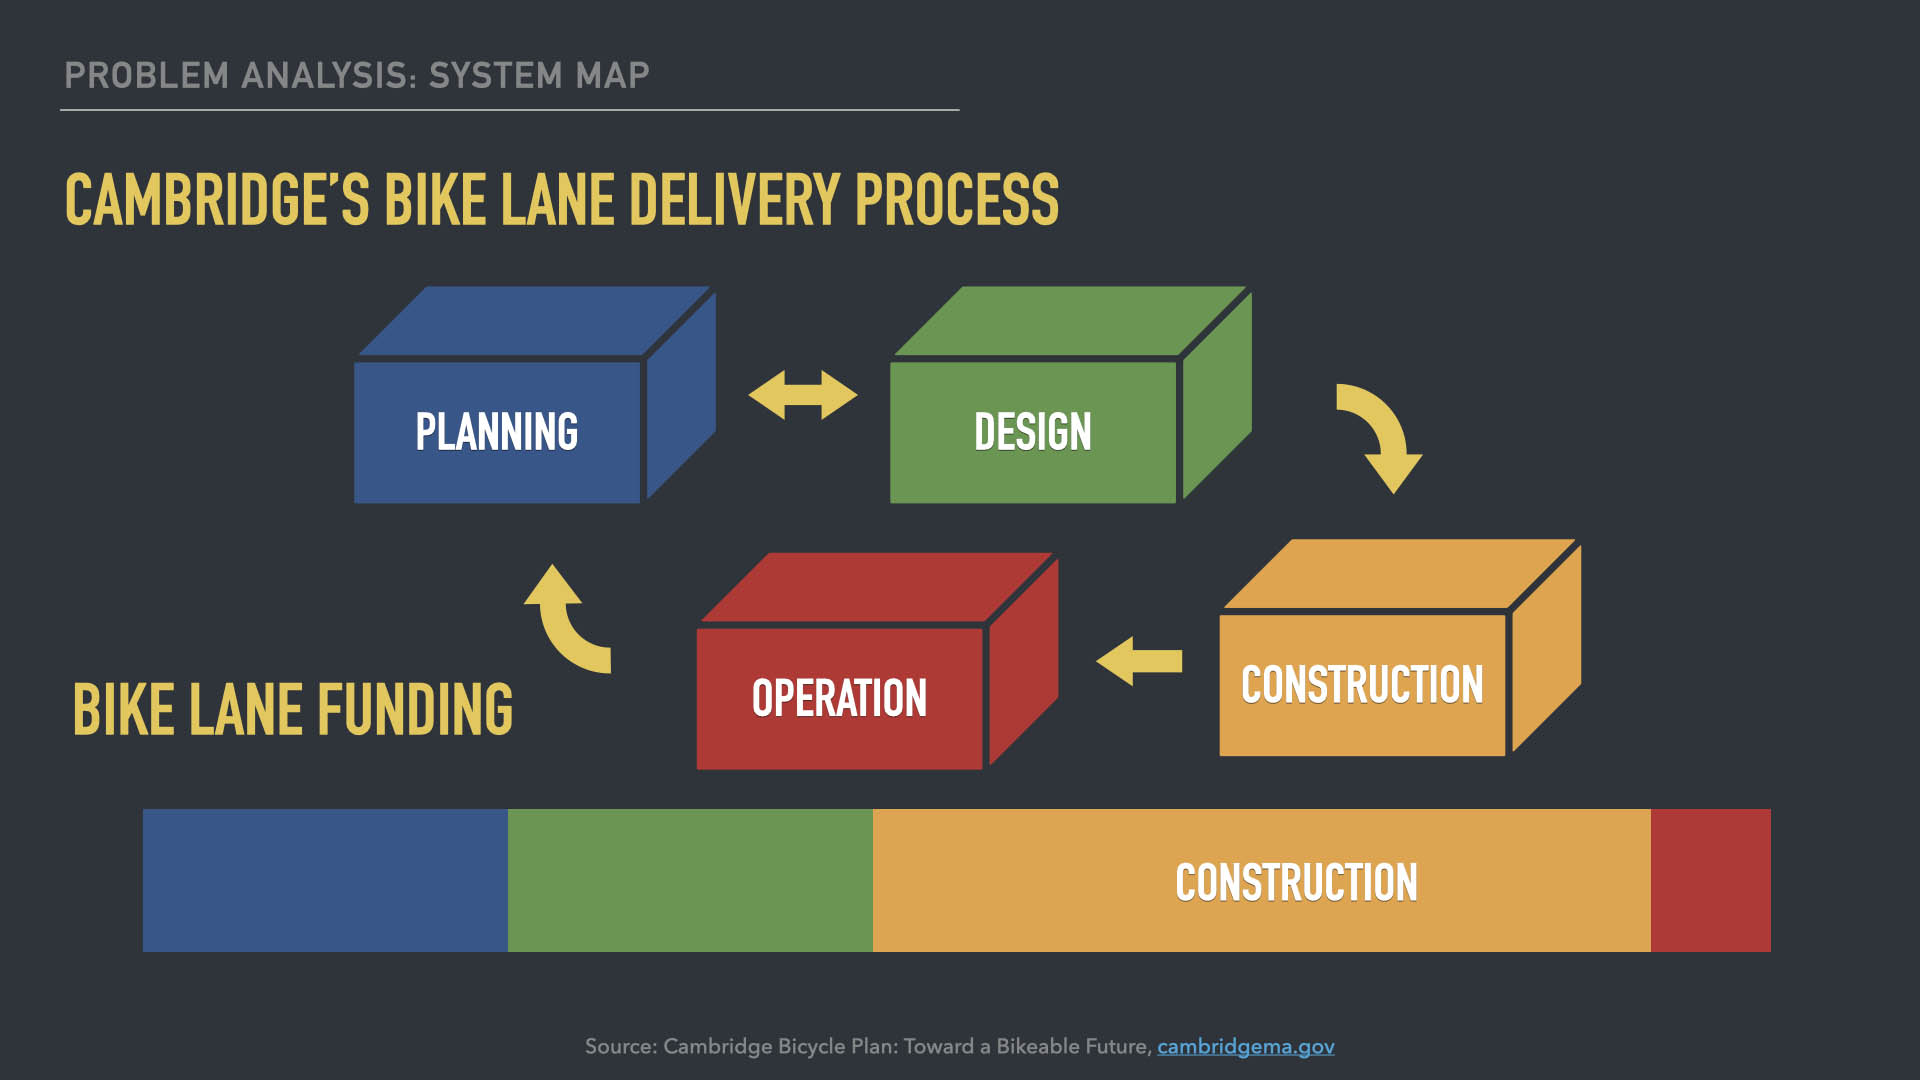 PROBLEM ANALYSIS: SYSTEM MAP
CAMBRIDGE’S BIKE LANE DELIVERY PROCESS
PLANNING
DESIGN
OPERATION
CONSTRUCTION
BIKE LANE FUNDING
CONSTRUCTION
Source: Cambridge Bicycle Plan: Toward a Bikeable Future, cambridgema.gov